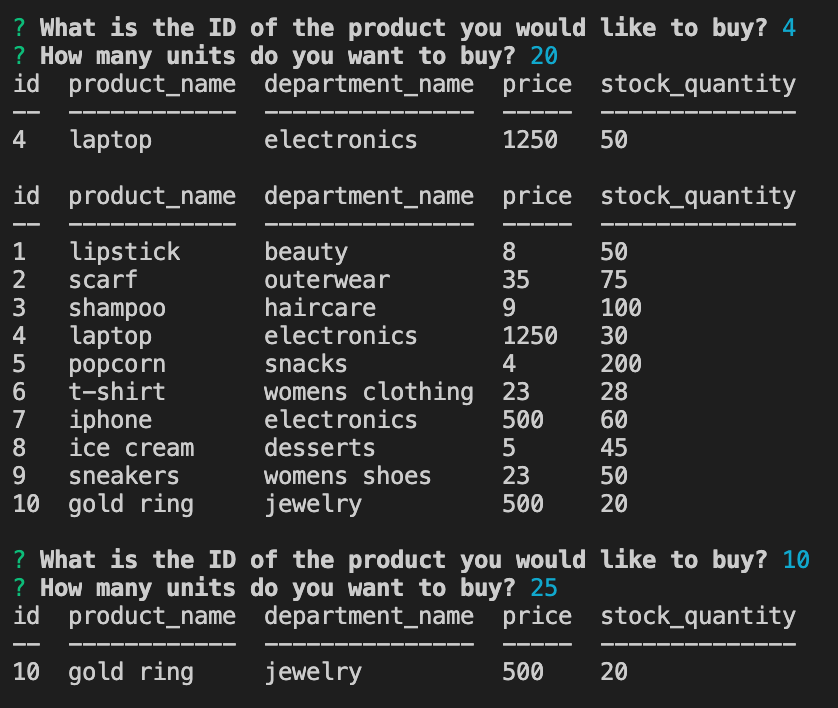 ? What is the ID of the product you would like to buy? 4
? How many units do you want to buy? 20
id  product_name  department_name  price  stock_quantity
--  ------------  ---------------  -----  --------------
4   laptop        electronics      1250   50
id  product_name  department_name  price  stock_quantity
--  ------------  ---------------  -----  --------------
1   lipstick      beauty           8      50
2   scarf         outerwear        35     75
3   shampoo       haircare         9      100
4   laptop        electronics      1250   30
5   popcorn       snacks           4      200
6   t-shirt       womens clothing  23     28
7   iphone        electronics      500    60
8   ice cream     desserts         5      45
9   sneakers      womens shoes     23     50
10  gold ring     jewelry          500    20
? What is the ID of the product you would like to buy? 10
? How many units do you want to buy? 25
id  product_name  department_name  price  stock_quantity
--  ------------  ---------------  -----  --------------
10  gold ring     jewelry          500    20